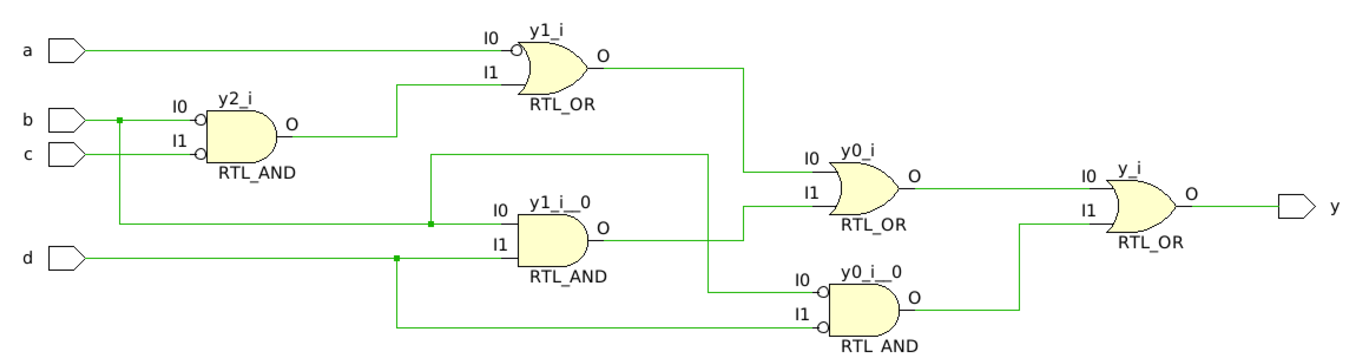 a
I0
y1_i
O
I1
RTL_OR
b
I0
y2_i
O
c
I1
RTL_AND
I0
y0_i
O
I1
RTL_OR
I0
y_i
O
I1
RTL_OR
y
I0
y1_i__0
O
I1
RTL_AND
d
I0
y0_i__0
O
I1
RTL_AND